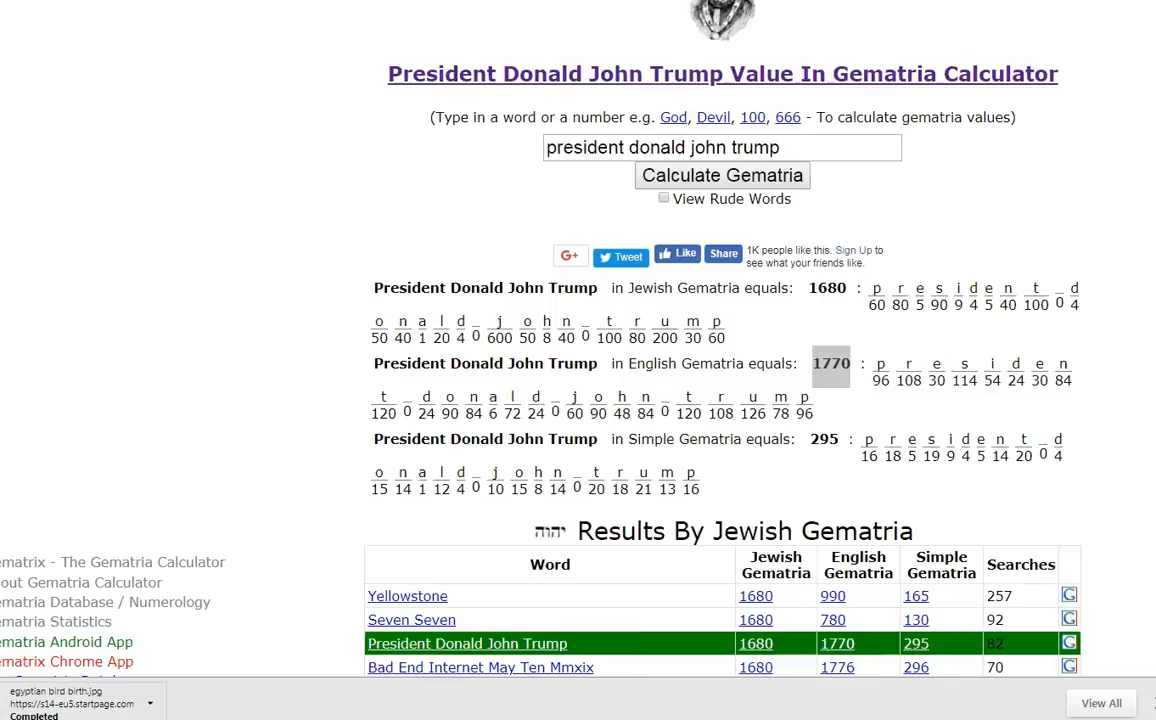 President Donald John Trump Value In Gematria Calculator
(Type in a word or a number e.g. God, Devil, 100, 666 - To calculate gematria values)
president donald john trump
Calculate Gematria
View Rude Words
G+ Tweet Like Share 1K people like this. Sign Up to
see what your friends like.
President Donald John Trump in Jewish Gematria equals: 1680 : p r e s i d e n t _ d
60 80 5 90 9 4 5 40 100 0 4
o n a l d _ j o h n _ t r u m p
50 40 1 20 4 0 600 50 8 40 0 100 80 200 30 60
President Donald John Trump in English Gematria equals: 1770 : p r e s i d e n
96 108 30 114 54 24 30 84
t _ d o n a l d _ j o h n _ t r u m p
120 0 24 90 84 6 72 24 0 60 90 48 84 0 120 108 126 78 96
President Donald John Trump in Simple Gematria equals: 295 : p r e s i d e n t _ d
16 18 5 19 9 4 5 14 20 0 4
o n a l d _ j o h n _ t r u m p
15 14 1 12 4 0 10 15 8 14 0 20 18 21 13 16
יהוה Results By Jewish Gematria
Word Jewish Gematria English Gematria Simple Gematria Searches
Yellowstone 1680 990 165 257 G
Seven Seven 1680 780 130 92 G
President Donald John Trump 1680 1770 295 82 G
Bad End Internet May Ten Mmxix 1680 1776 296 70 G
ematrix - The Gematria Calculator
out Gematria Calculator
ematria Database / Numerology
ematria Statistics
ematria Android App
ematrix Chrome App
egyptian bird birth.jpg
https://s14-eu5.startpage.com
Completed
View All